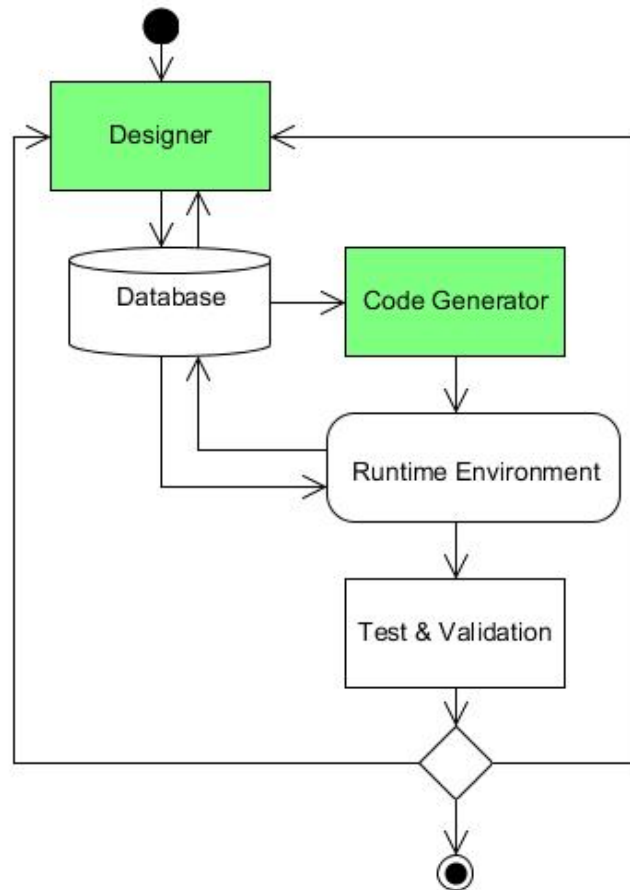 Designer
Database
Code Generator
Runtime Environment
Test & Validation